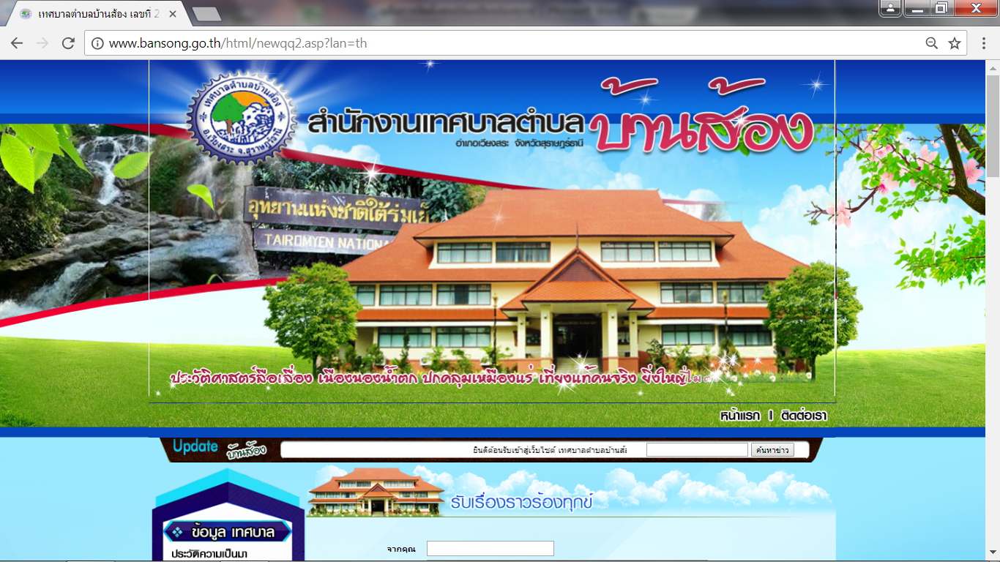 เทศบาลตำบลบ้านส้อง เลขที่ 2
www.bansong.go.th/html/newqq2.asp?lan=th
เทศบาลตำบลบ้านส้อง
อ.เวียงสระ จ.สุราษฎร์ธานี
สำนักงานเทศบาลตำบล บ้านส้อง
อำเภอเวียงสระ จังหวัดสุราษฎร์ธานี
อุทยานแห่งชาติใต้ร่มเย็
TAIROMYEN NATIONA
ประวัติศาสตร์ลือเลื่อง เนืองนองน้ำตก ปกคลุมเหมืองแร่ เที่ยงแท้คนจริง ยิ่งใหญ่
หน้าแรก | ติดต่อเรา
Update บ้านส้อง
ยินดีต้อนรับเข้าสู่เว็บไซต์ เทศบาลตำบลบ้านส้อ
ค้นหาข่าว
รับเรื่องราวร้องทุกข์
ข้อมูล เทศบาล
ประวัติความเป็นมา
จากคุณ